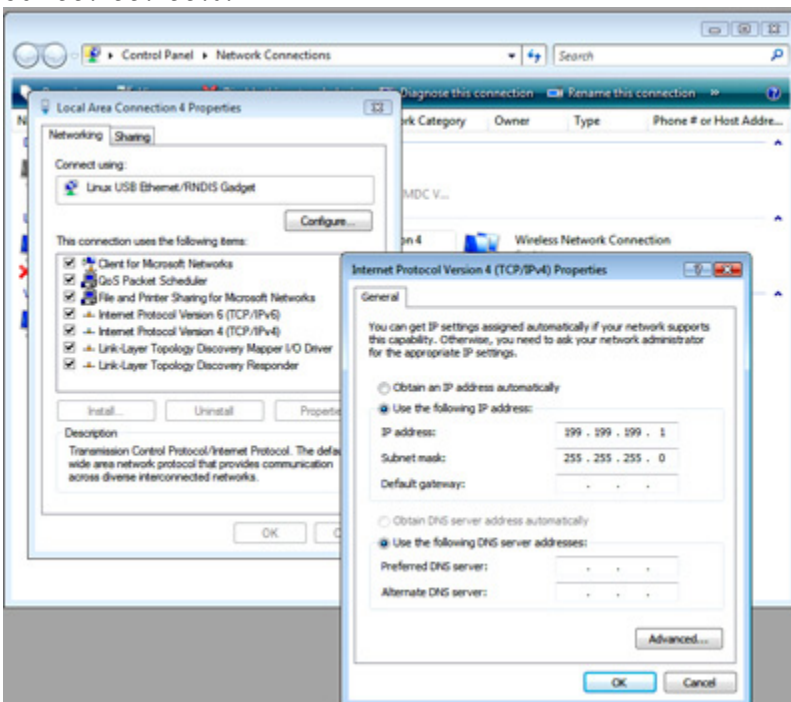 Control Panel ▸ Network Connections
Search
Diagnose this connection
Rename this connection
»
Local Area Connection 4 Properties
Category
Owner
Type
Phone # or Host Addre...
Networking
Sharing
Connect using:
Linux USB Ethernet/RNDIS Gadget
MDC V...
Configure...
This connection uses the following items:
Wireless Network Connection
Client for Microsoft Networks
QoS Packet Scheduler
File and Printer Sharing for Microsoft Networks
Internet Protocol Version 6 (TCP/IPv6)
Internet Protocol Version 4 (TCP/IPv4)
Link-Layer Topology Discovery Mapper I/O Driver
Link-Layer Topology Discovery Responder
Install...
Uninstall
Propertie
Description
Transmission Control Protocol/Internet Protocol. The defau
wide area network protocol that provides communication
across diverse interconnected networks.
OK
C
Internet Protocol Version 4 (TCP/IPv4) Properties
General
You can get IP settings assigned automatically if your network supports
this capability. Otherwise, you need to ask your network administrator
for the appropriate IP settings.
Obtain an IP address automatically
Use the following IP address:
IP address: 199 . 199 . 199 . 1
Subnet mask: 255 . 255 . 255 . 0
Default gateway: . . .
Obtain DNS server address automatically
Use the following DNS server addresses:
Preferred DNS server: . . .
Alternate DNS server: . . .
Advanced...
OK
Cancel